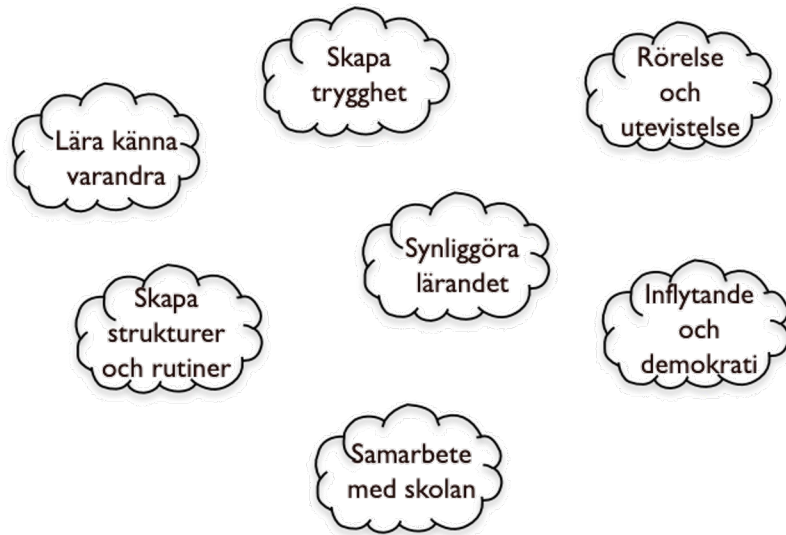 Skapa
trygghet
Rörelse
och
utevistelse
Lära känna
varandra
Synliggöra
lärandet
Skapa
strukturer
och rutiner
Inflytande
och
demokrati
Samarbete
med skolan